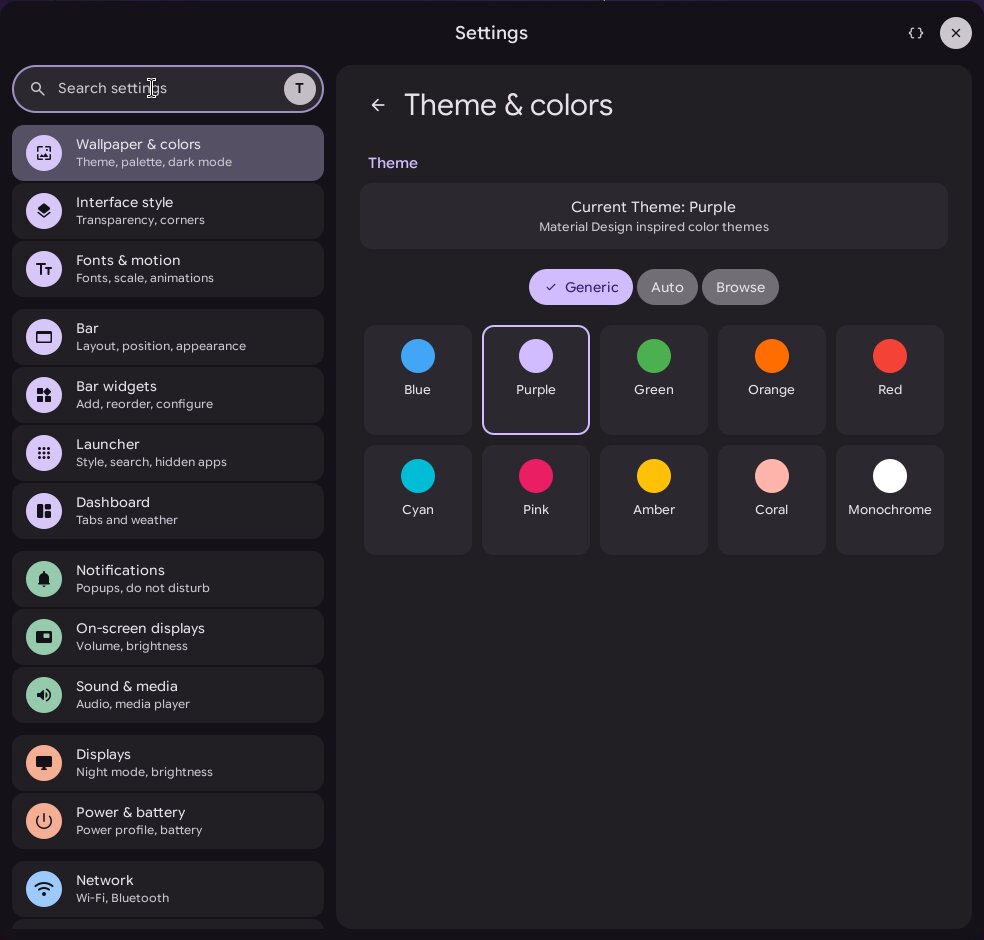 Settings
Search settings
T
Wallpaper & colors
Theme, palette, dark mode
Interface style
Transparency, corners
Tт
Fonts & motion
Fonts, scale, animations
Bar
Layout, position, appearance
Bar widgets
Add, reorder, configure
Launcher
Style, search, hidden apps
Dashboard
Tabs and weather
Notifications
Popups, do not disturb
On-screen displays
Volume, brightness
Sound & media
Audio, media player
Displays
Night mode, brightness
Power & battery
Power profile, battery
Network
Wi-Fi, Bluetooth
Theme & colors
Theme
Current Theme: Purple
Material Design inspired color themes
Generic Auto Browse
Blue Purple Green Orange Red
Cyan Pink Amber Coral Monochrome